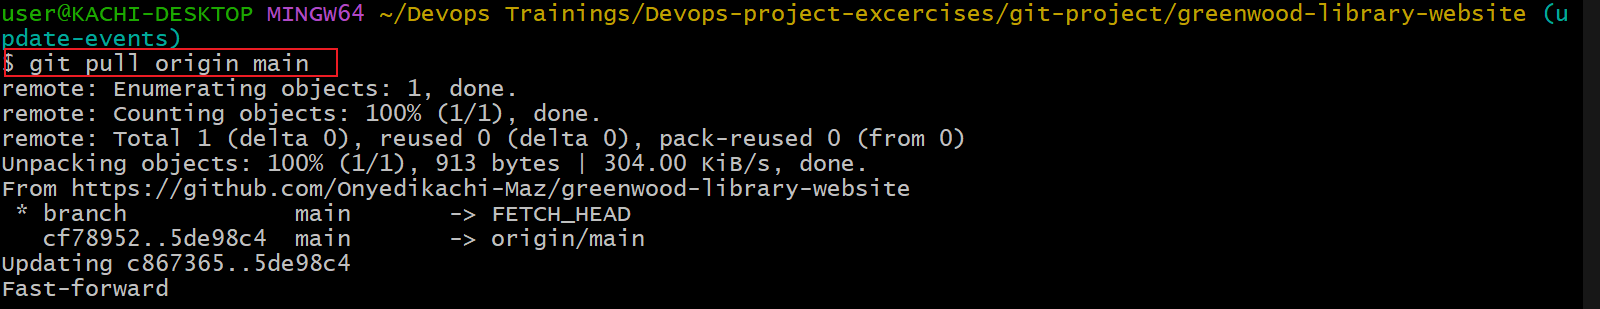 user@KACHI-DESKTOP MINGW64 ~/Devops Trainings/Devops-project-excercises/git-project/greenwood-library-website (u
pdate-events)
$ git pull origin main
remote: Enumerating objects: 1, done.
remote: Counting objects: 100% (1/1), done.
remote: Total 1 (delta 0), reused 0 (delta 0), pack-reused 0 (from 0)
Unpacking objects: 100% (1/1), 913 bytes | 304.00 KiB/s, done.
From https://github.com/Onyedikachi-Maz/greenwood-library-website
 * branch            main       -> FETCH_HEAD
   cf78952..5de98c4  main       -> origin/main
Updating c867365..5de98c4
Fast-forward